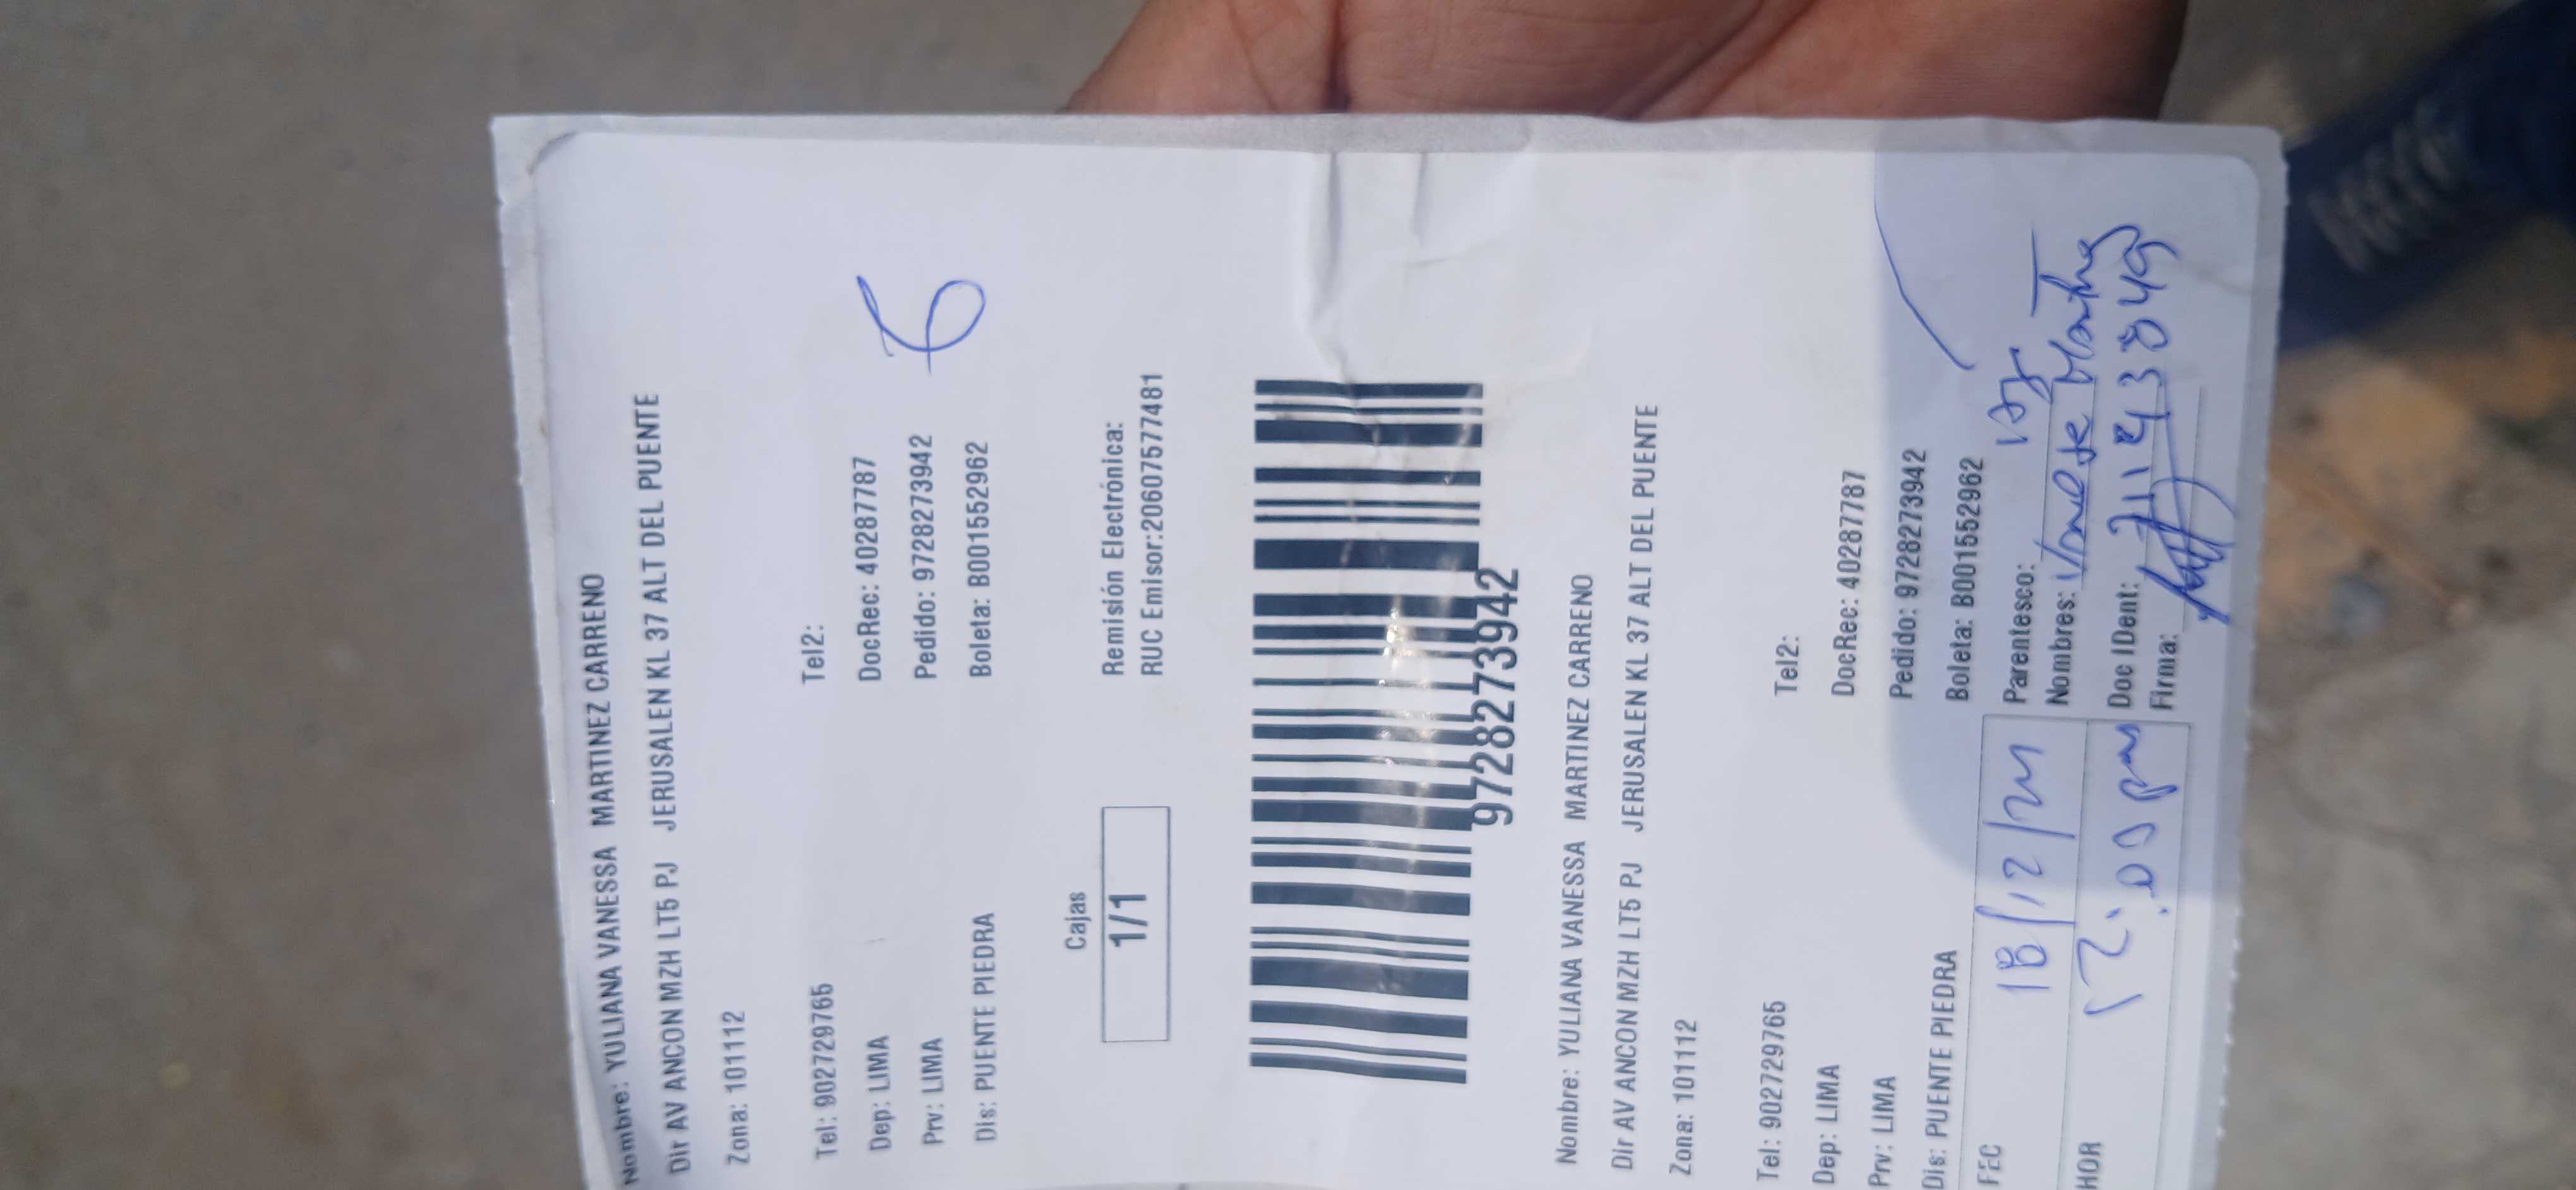 Nombre: YULIANA VANESSA MARTINEZ CARRENO
Dir AV ANCON MZH LT5 PJ JERUSALEN KL 37 ALT DEL PUENTE
Zona: 101112
Tel: 902729765 Tel2:
Dep: LIMA DocRec: 40287787
Prv: LIMA Pedido: 9728273942
Dis: PUENTE PIEDRA Boleta: B001552962
6
Cajas
1/1
Remisión Electrónica:
RUC Emisor:20607577481
9728273942
Nombre: YULIANA VANESSA MARTINEZ CARRENO
Dir AV ANCON MZH LT5 PJ JERUSALEN KL 37 ALT DEL PUENTE
Zona: 101112
Tel: 902729765 Tel2:
Dep: LIMA DocRec: 40287787
Prv: LIMA Pedido: 9728273942
Dis: PUENTE PIEDRA Boleta: B001552962
FEC 18/12/ Parentesco:
Nombres:
HOR 12:00 pm Doc IDent:
Firma: